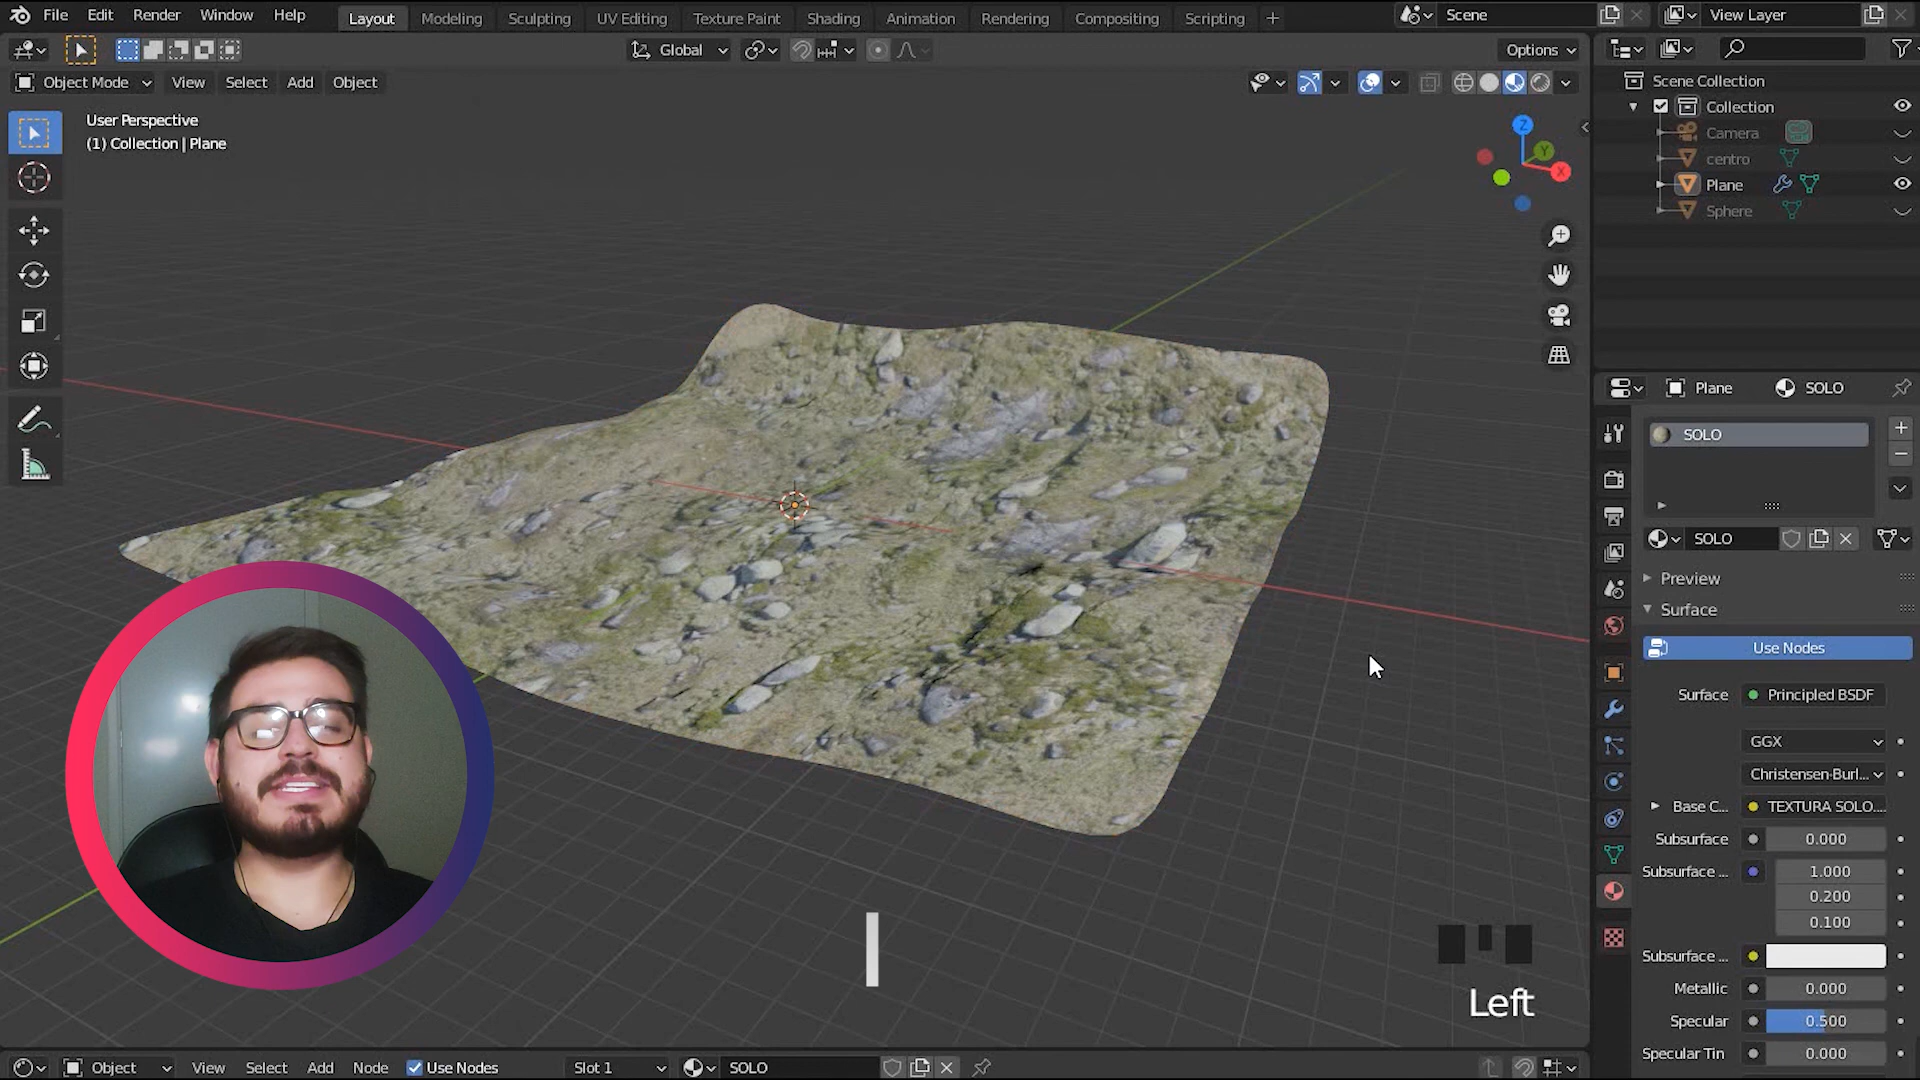 File Edit Render Window Help Layout Modeling Sculpting UV Editing Texture Paint Shading Animation Rendering Compositing Scripting + Scene View Layer
Global Options
Object Mode View Select Add Object
User Perspective
(1) Collection | Plane
Z
Y
X
Scene Collection
Collection
Camera
centro
Plane
Sphere
Plane SOLO
SOLO
SOLO
Preview
Surface
Use Nodes
Surface Principled BSDF
GGX
Christensen-Burl...
Base C... TEXTURA SOLO....
Subsurface 0.000
Subsurface ... 1.000
0.200
0.100
Subsurface ...
Metallic 0.000
Specular 0.500
Specular Tin 0.000
Left
Object View Select Add Node Use Nodes Slot 1 SOLO